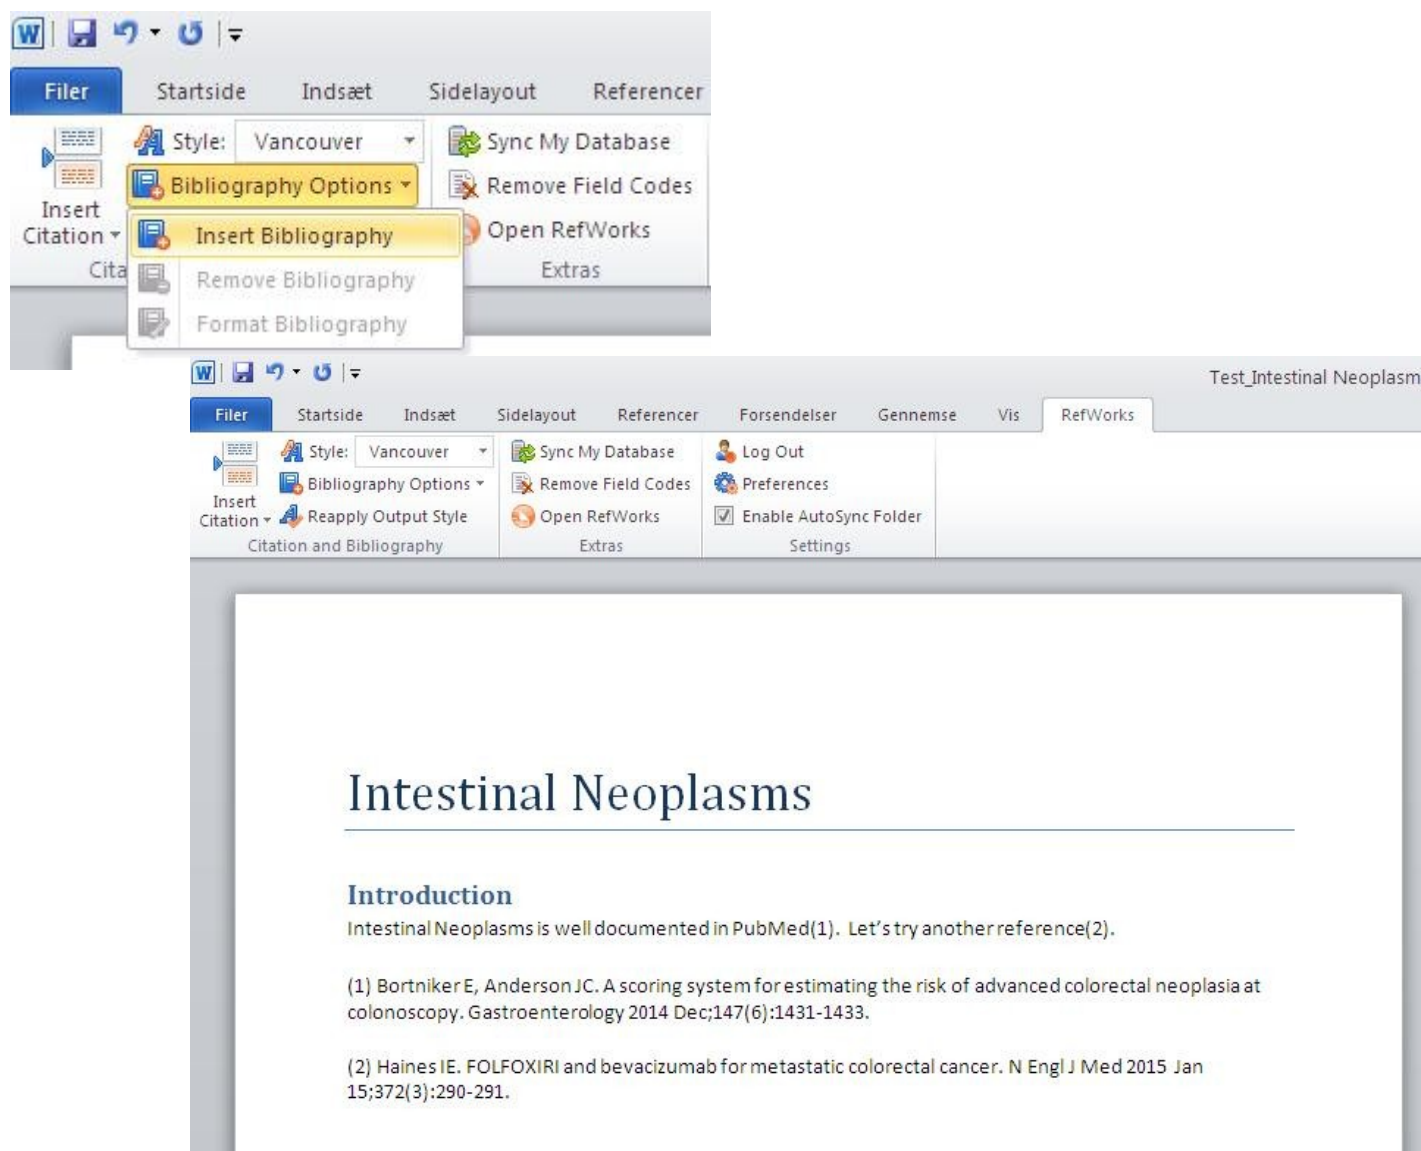 Filer Startside Indsæt Sidelayout Referencer
Style: Vancouver Sync My Database
Bibliography Options Remove Field Codes
Insert
Citation
Insert Bibliography Open RefWorks
Cita Extras
Remove Bibliography
Format Bibliography
Test_Intestinal Neoplasm
Filer Startside Indsæt Sidelayout Referencer Forsendelser Gennemse Vis RefWorks
Style: Vancouver Sync My Database Log Out
Bibliography Options Remove Field Codes Preferences
Insert
Citation Reapply Output Style Open RefWorks Enable AutoSync Folder
Citation and Bibliography Extras Settings
Intestinal Neoplasms
Introduction
Intestinal Neoplasms is well documented in PubMed(1). Let's try another reference(2).
(1) Bortniker E, Anderson JC. A scoring system for estimating the risk of advanced colorectal neoplasia at
colonoscopy. Gastroenterology 2014 Dec;147(6):1431-1433.
(2) Haines IE. FOLFOXIRI and bevacizumab for metastatic colorectal cancer. N Engl J Med 2015 Jan
15;372(3):290-291.